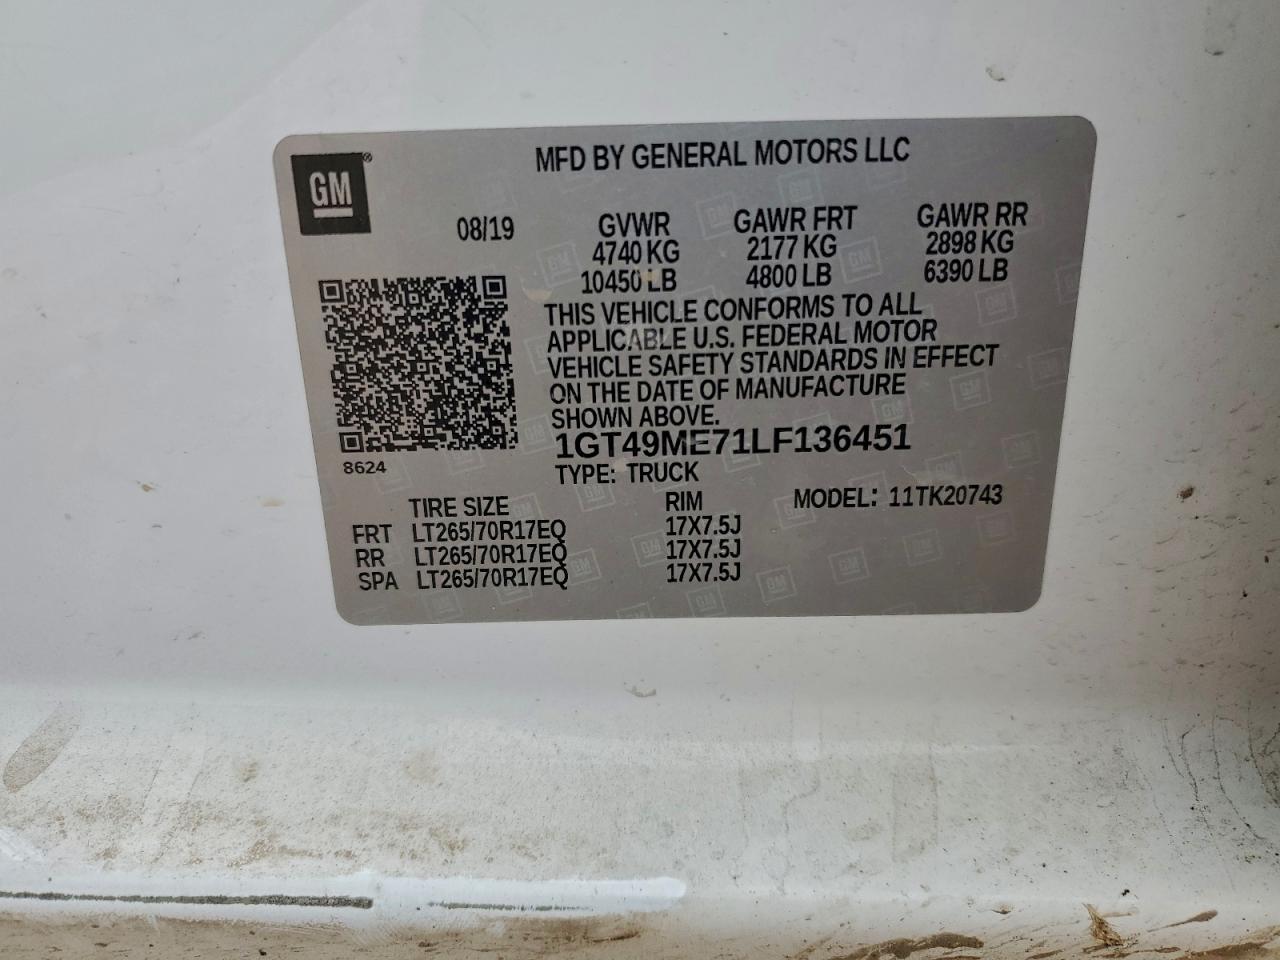 MFD BY GENERAL MOTORS LLC
GM®
08/19 GVWR GAWR FRT GAWR RR
4740 KG 2177 KG 2898 KG
10450 LB 4800 LB 6390 LB
THIS VEHICLE CONFORMS TO ALL
APPLICABLE U.S. FEDERAL MOTOR
VEHICLE SAFETY STANDARDS IN EFFECT
ON THE DATE OF MANUFACTURE
SHOWN ABOVE.
1GT49ME71LF136451
8624
TYPE: TRUCK
TIRE SIZE RIM MODEL: 11TK20743
FRT LT265/70R17EQ 17X7.5J
RR LT265/70R17EQ 17X7.5J
SPA LT265/70R17EQ 17X7.5J